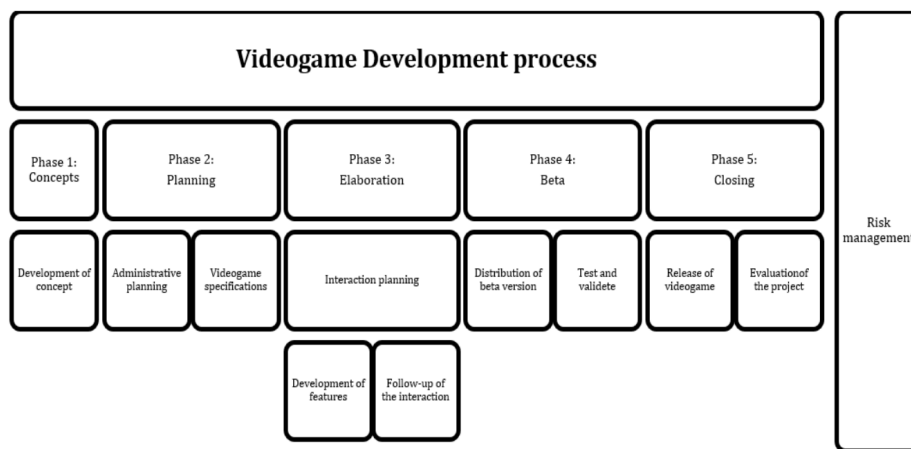 Videogame Development process
Phase 1:
Concepts
Phase 2:
Planning
Phase 3:
Elaboration
Phase 4:
Beta
Phase 5:
Closing
Risk
management
Development of
concept
Administrative
planning
Videogame
specifications
Interaction planning
Distribution of
beta version
Test and
validete
Release of
videogame
Evaluationof
the project
Development of
features
Follow-up of
the interaction